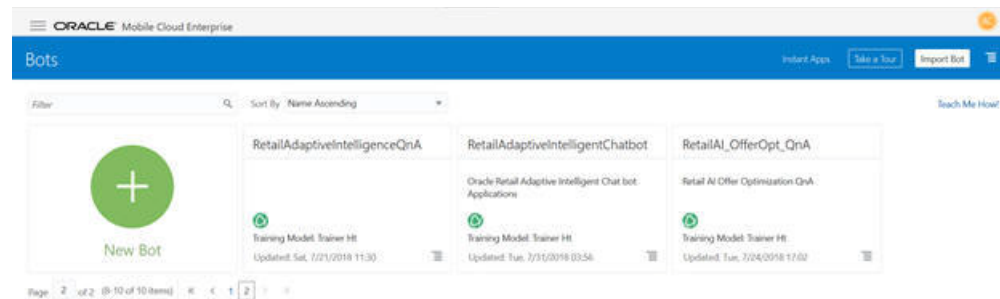 ORACLE Mobile Cloud Enterprise
AC
Bots
Instant Apps
Take a Tour
Import Bot
Filter
Sort By Name Ascending
Teach Me How!
New Bot
RetailAdaptiveIntelligenceQnA
Training Model: Trainer Ht
Updated: Sat, 7/21/2018 11:30
RetailAdaptiveIntelligentChatbot
Oracle Retail Adaptive Intelligent Chat bot
Applications
Training Model: Trainer Ht
Updated: Tue, 7/31/2018 03:56
RetailAI_OfferOpt_QnA
Retail AI Offer Optimization QnA
Training Model: Trainer Ht
Updated: Tue, 7/24/2018 17:02
Page 2 of 2 (8-10 of 10 items) 1 2